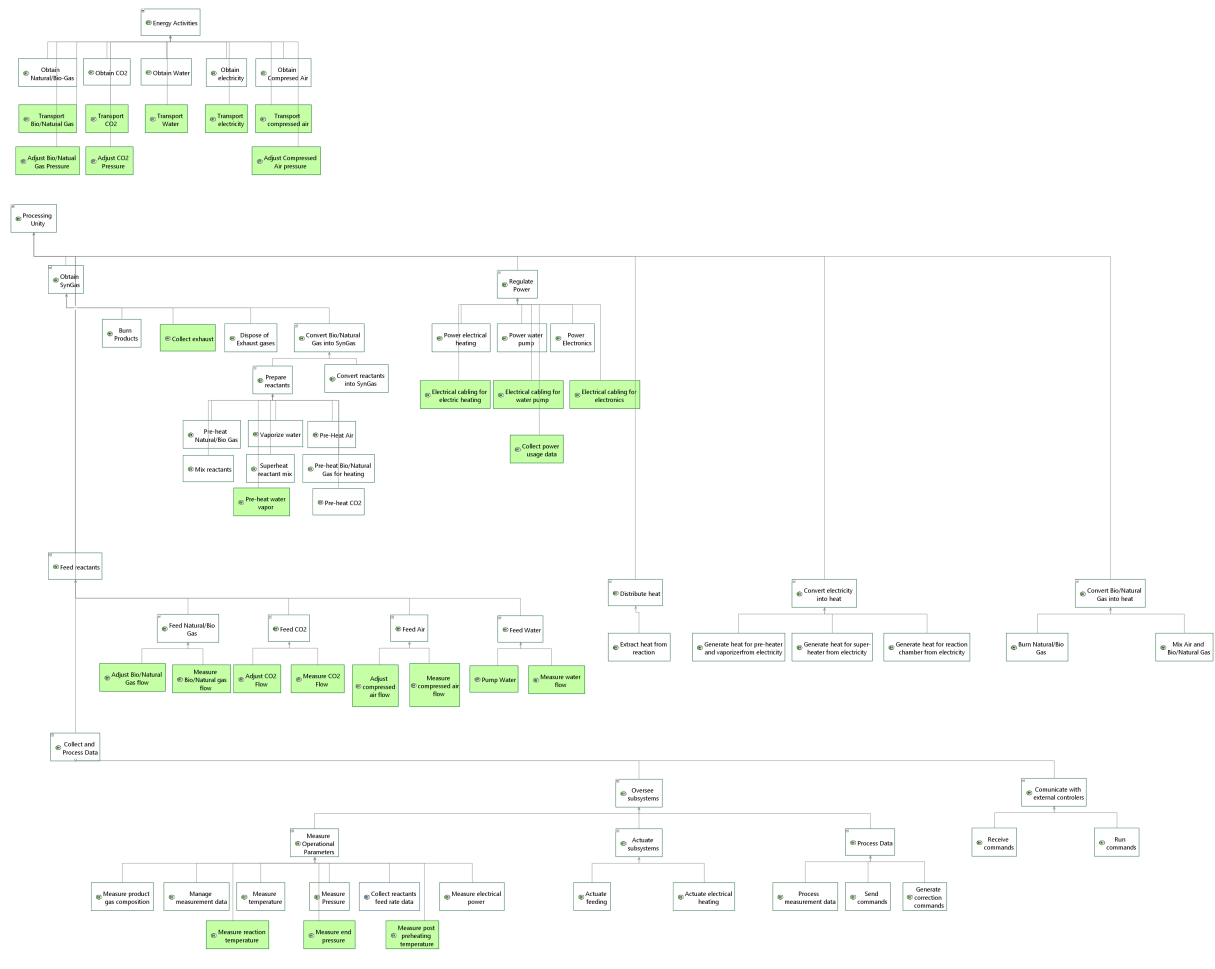 Energy Activities
Obtain
Natural/Bio-Gas
Obtain CO2
Obtain Water
Obtain
electricity
Obtain
Compresed Air
Transport
Bio/Natural Gas
Transport
CO2
Transport
Water
Transport
electricity
Transport
compressed air
Adjust Bio/Natual
Gas Pressure
Adjust CO2
Pressure
Adjust Compressed
Air pressure
Processing
Unity
Obtain
SynGas
Regulate
Power
Burn
Products
Collect exhaust
Dispose of
Exhaust gases
Convert Bio/Natural
Gas into SynGas
Power electrical
heating
Power water
pump
Power
Electronics
Prepare
reactants
Convert reactants
into SynGas
Electrical cabling for
electric heating
Electrical cabling for
water pump
Electrical cabling for
electronics
Pre-heat
Natural/Bio Gas
Vaporize water
Pre-Heat Air
Collect power
usage data
Mix reactants
Superheat
reactant mix
Pre-heat Bio/Natural
Gas for heating
Pre-heat water
vapor
Pre-heat CO2
Feed reactants
Distribute heat
Convert electricity
into heat
Convert Bio/Natural
Gas into heat
Feed Natural/Bio
Gas
Feed CO2
Feed Air
Feed Water
Extract heat from
reaction
Generate heat for pre-heater
and vaporizerfrom electricity
Generate heat for super-
heater from electricity
Generate heat for reaction
chamber from electricity
Burn Natural/Bio
Gas
Mix Air and
Bio/Natural Gas
Adjust Bio/Natural
Gas flow
Measure
Bio/Natural gas
flow
Adjust CO2
Flow
Measure
CO2 Flow
Adjust
compressed
air flow
Measure
compressed air
flow
Pump Water
Measure water
flow
Collect and
Process Data
Oversee
subsystems
Comunicate with
external controlers
Measure
Operational
Parameters
Actuate
subsystems
Process Data
Receive
commands
Run
commands
Measure product
gas composition
Manage
measurement data
Measure
temperature
Measure
Pressure
Collect reactants
feed rate data
Measure electrical
power
Actuate
feeding
Actuate electrical
heating
Process
measurement data
Send
commands
Generate
correction
commands
Measure reaction
temperature
Measure end
pressure
Measure post
preheating
temperature